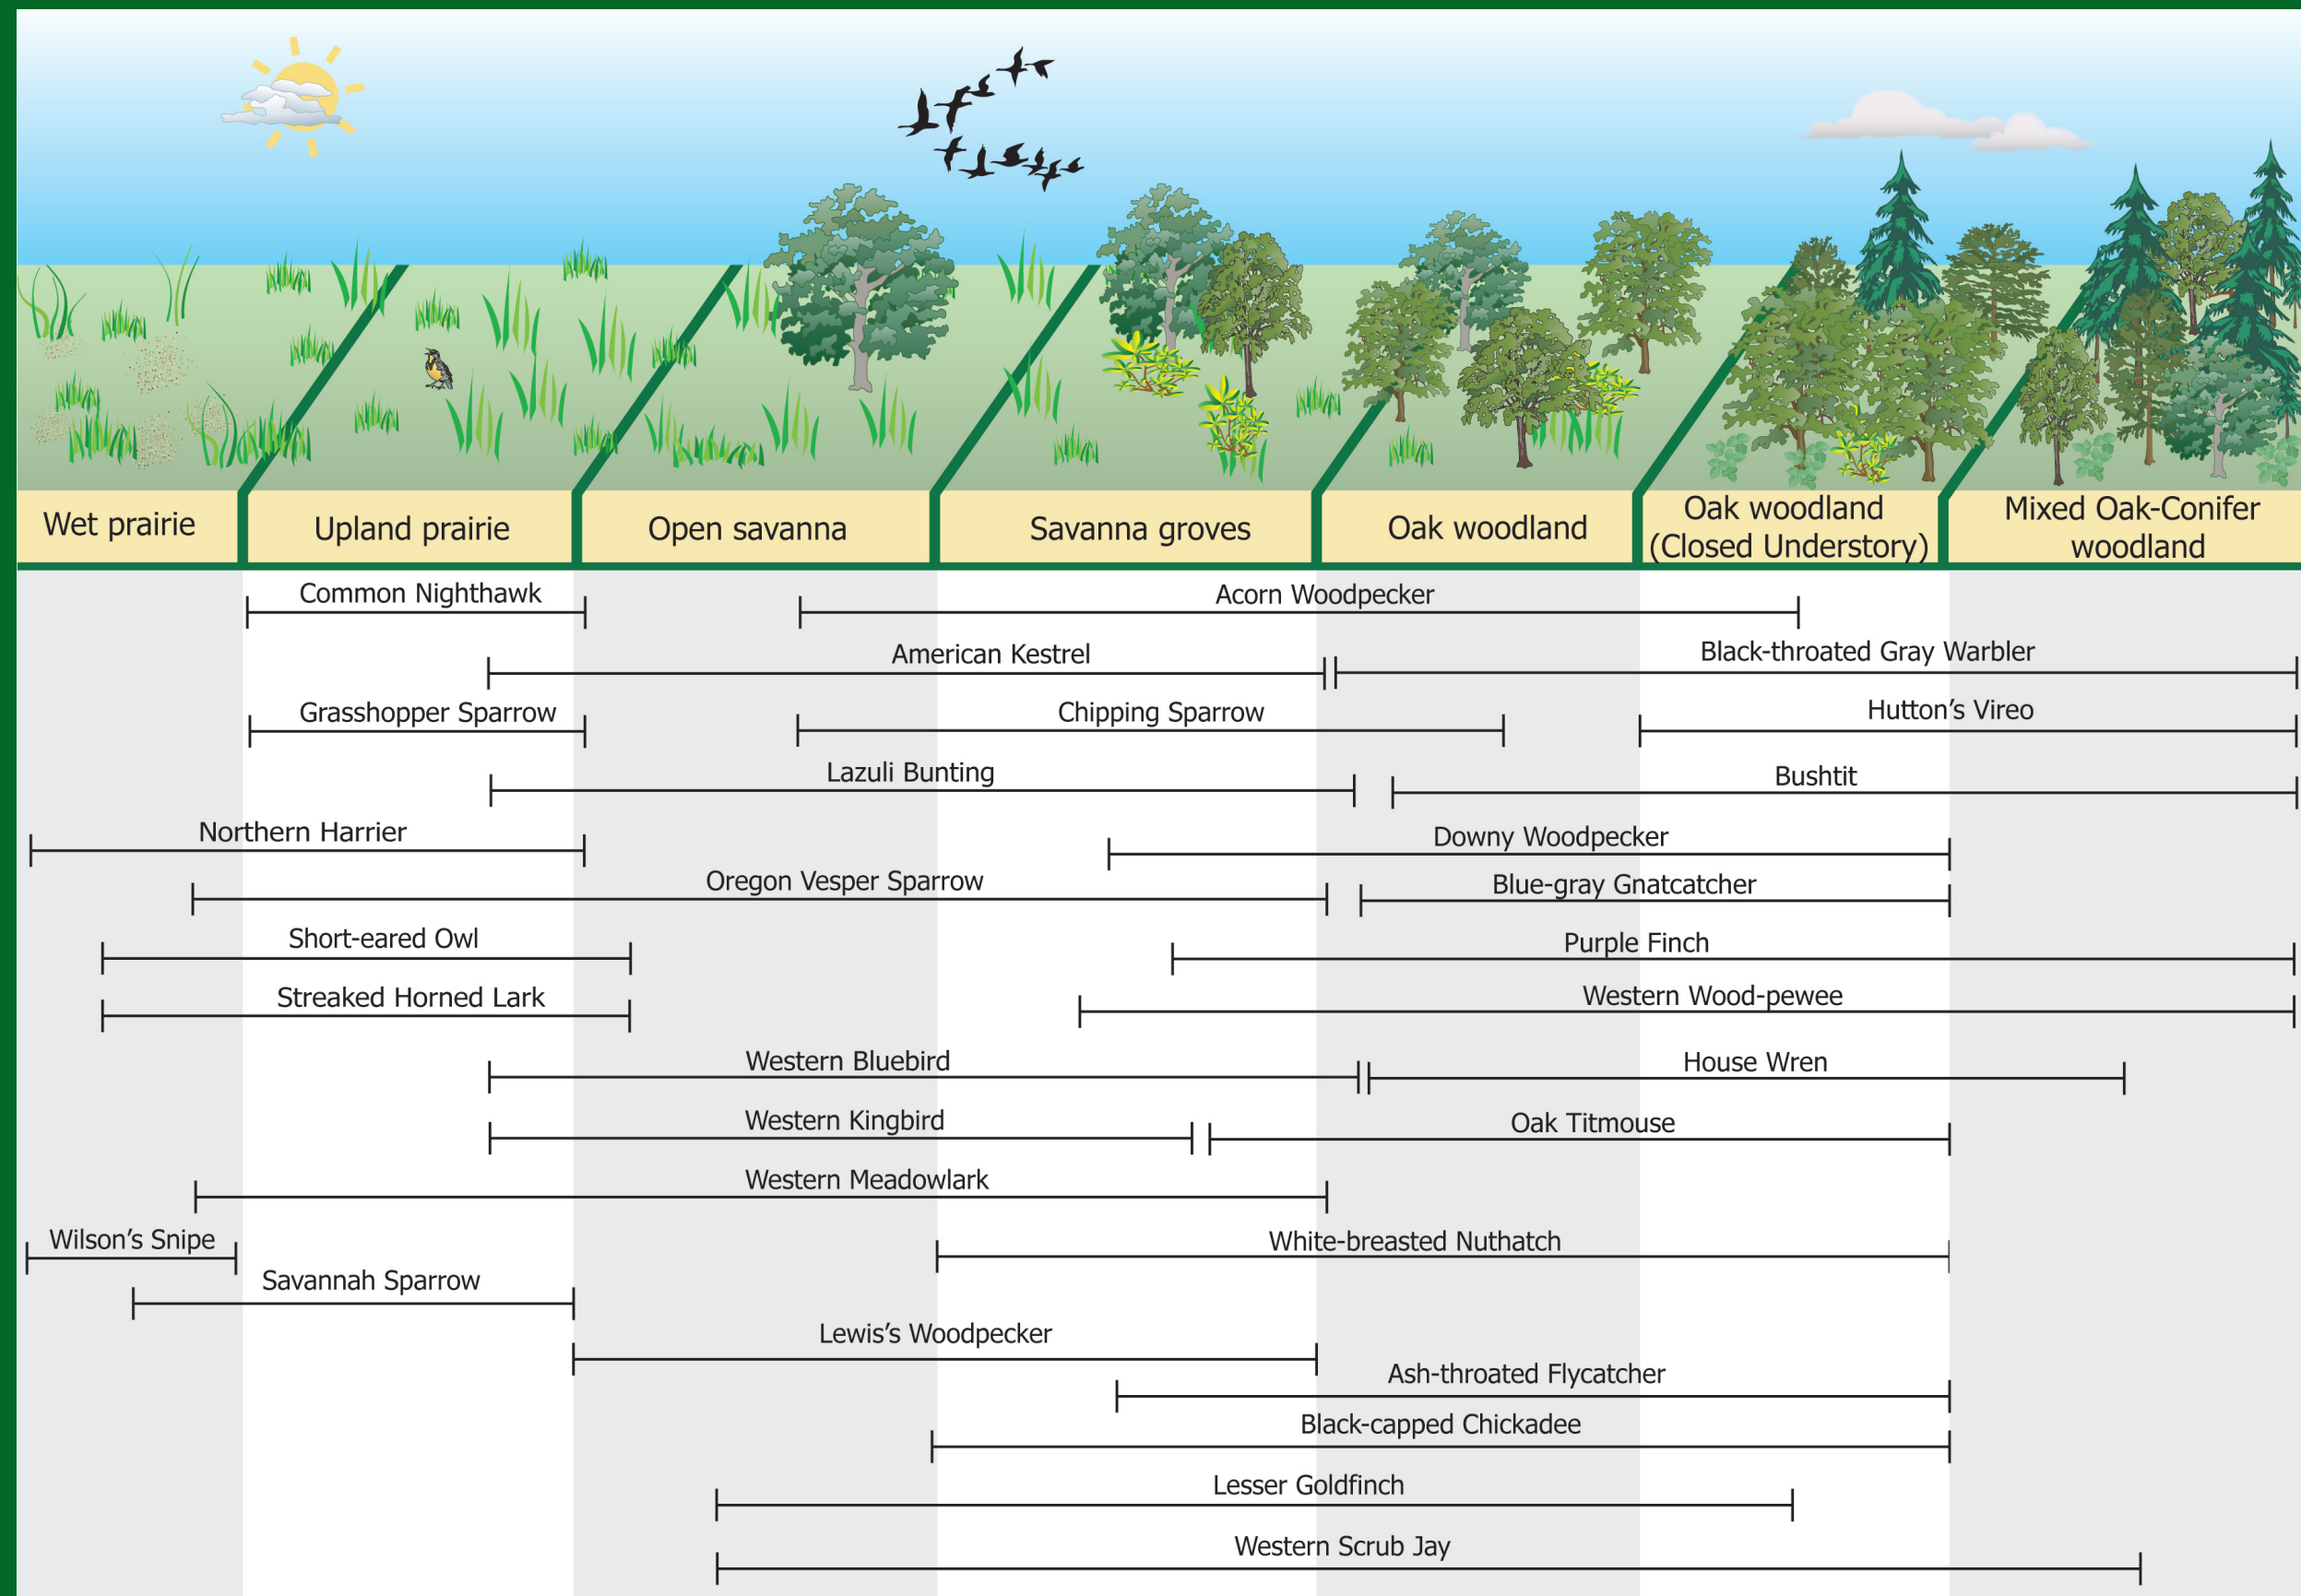 Wet prairie
Upland prairie
Open savanna
Savanna groves
Oak woodland
Oak woodland
(Closed Understory)
Mixed Oak-Conifer
woodland
Common Nighthawk
Acorn Woodpecker
American Kestrel
Black-throated Gray Warbler
Grasshopper Sparrow
Chipping Sparrow
Hutton’s Vireo
Lazuli Bunting
Bushtit
Northern Harrier
Downy Woodpecker
Oregon Vesper Sparrow
Blue-gray Gnatcatcher
Short-eared Owl
Purple Finch
Streaked Horned Lark
Western Wood-pewee
Western Bluebird
House Wren
Western Kingbird
Oak Titmouse
Western Meadowlark
Wilson’s Snipe
White-breasted Nuthatch
Savannah Sparrow
Lewis’s Woodpecker
Ash-throated Flycatcher
Black-capped Chickadee
Lesser Goldfinch
Western Scrub Jay